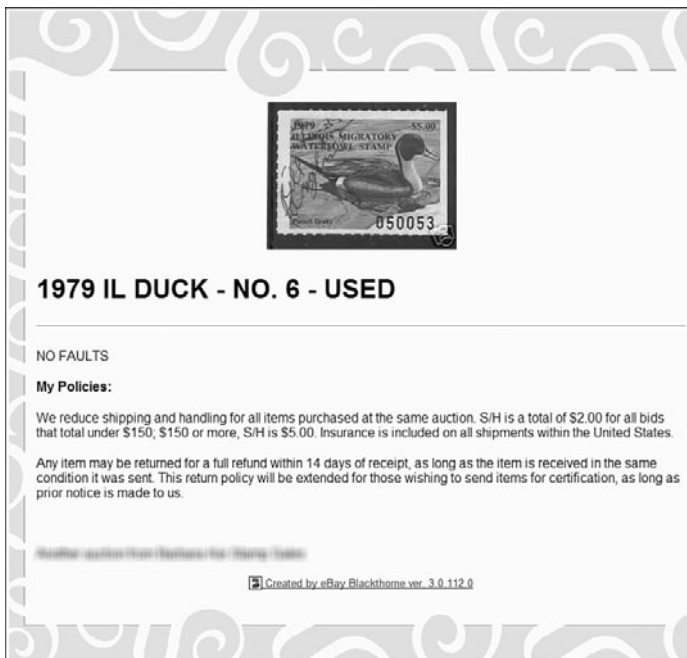 1979 $5.00
ILLINOIS MIGRATORY
WATERFOWL STAMP
050053
1979 IL DUCK - NO. 6 - USED
NO FAULTS
My Policies:
We reduce shipping and handling for all items purchased at the same auction. S/H is a total of $2.00 for all bids
that total under $150; $150 or more, S/H is $5.00. Insurance is included on all shipments within the United States.
Any item may be returned for a full refund within 14 days of receipt, as long as the item is received in the same
condition it was sent. This return policy will be extended for those wishing to send items for certification, as long as
prior notice is made to us.
Another auction from Stamp Sales
Created by eBay Blackthorne ver. 3.0.112.0